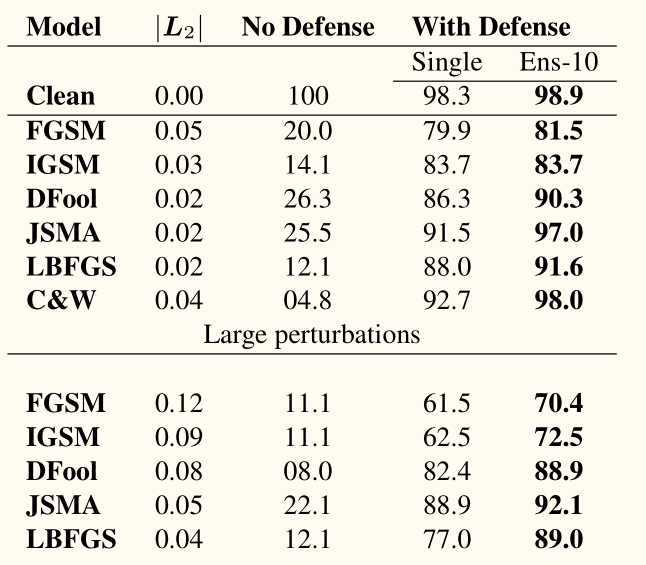 Model |L₂| No Defense With Defense
Single Ens-10
Clean 0.00 100 98.3 98.9
FGSM 0.05 20.0 79.9 81.5
IGSM 0.03 14.1 83.7 83.7
DFool 0.02 26.3 86.3 90.3
JSMA 0.02 25.5 91.5 97.0
LBFGS 0.02 12.1 88.0 91.6
C&W 0.04 04.8 92.7 98.0
Large perturbations
FGSM 0.12 11.1 61.5 70.4
IGSM 0.09 11.1 62.5 72.5
DFool 0.08 08.0 82.4 88.9
JSMA 0.05 22.1 88.9 92.1
LBFGS 0.04 12.1 77.0 89.0